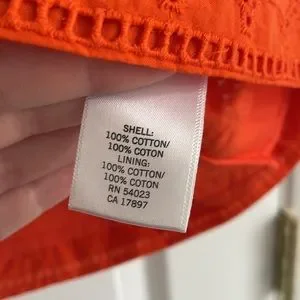 SHELL:
100% COTTON/
100% COTON
LINING:
100% COTTON/
100% COTON
RN 54023
CA 17897